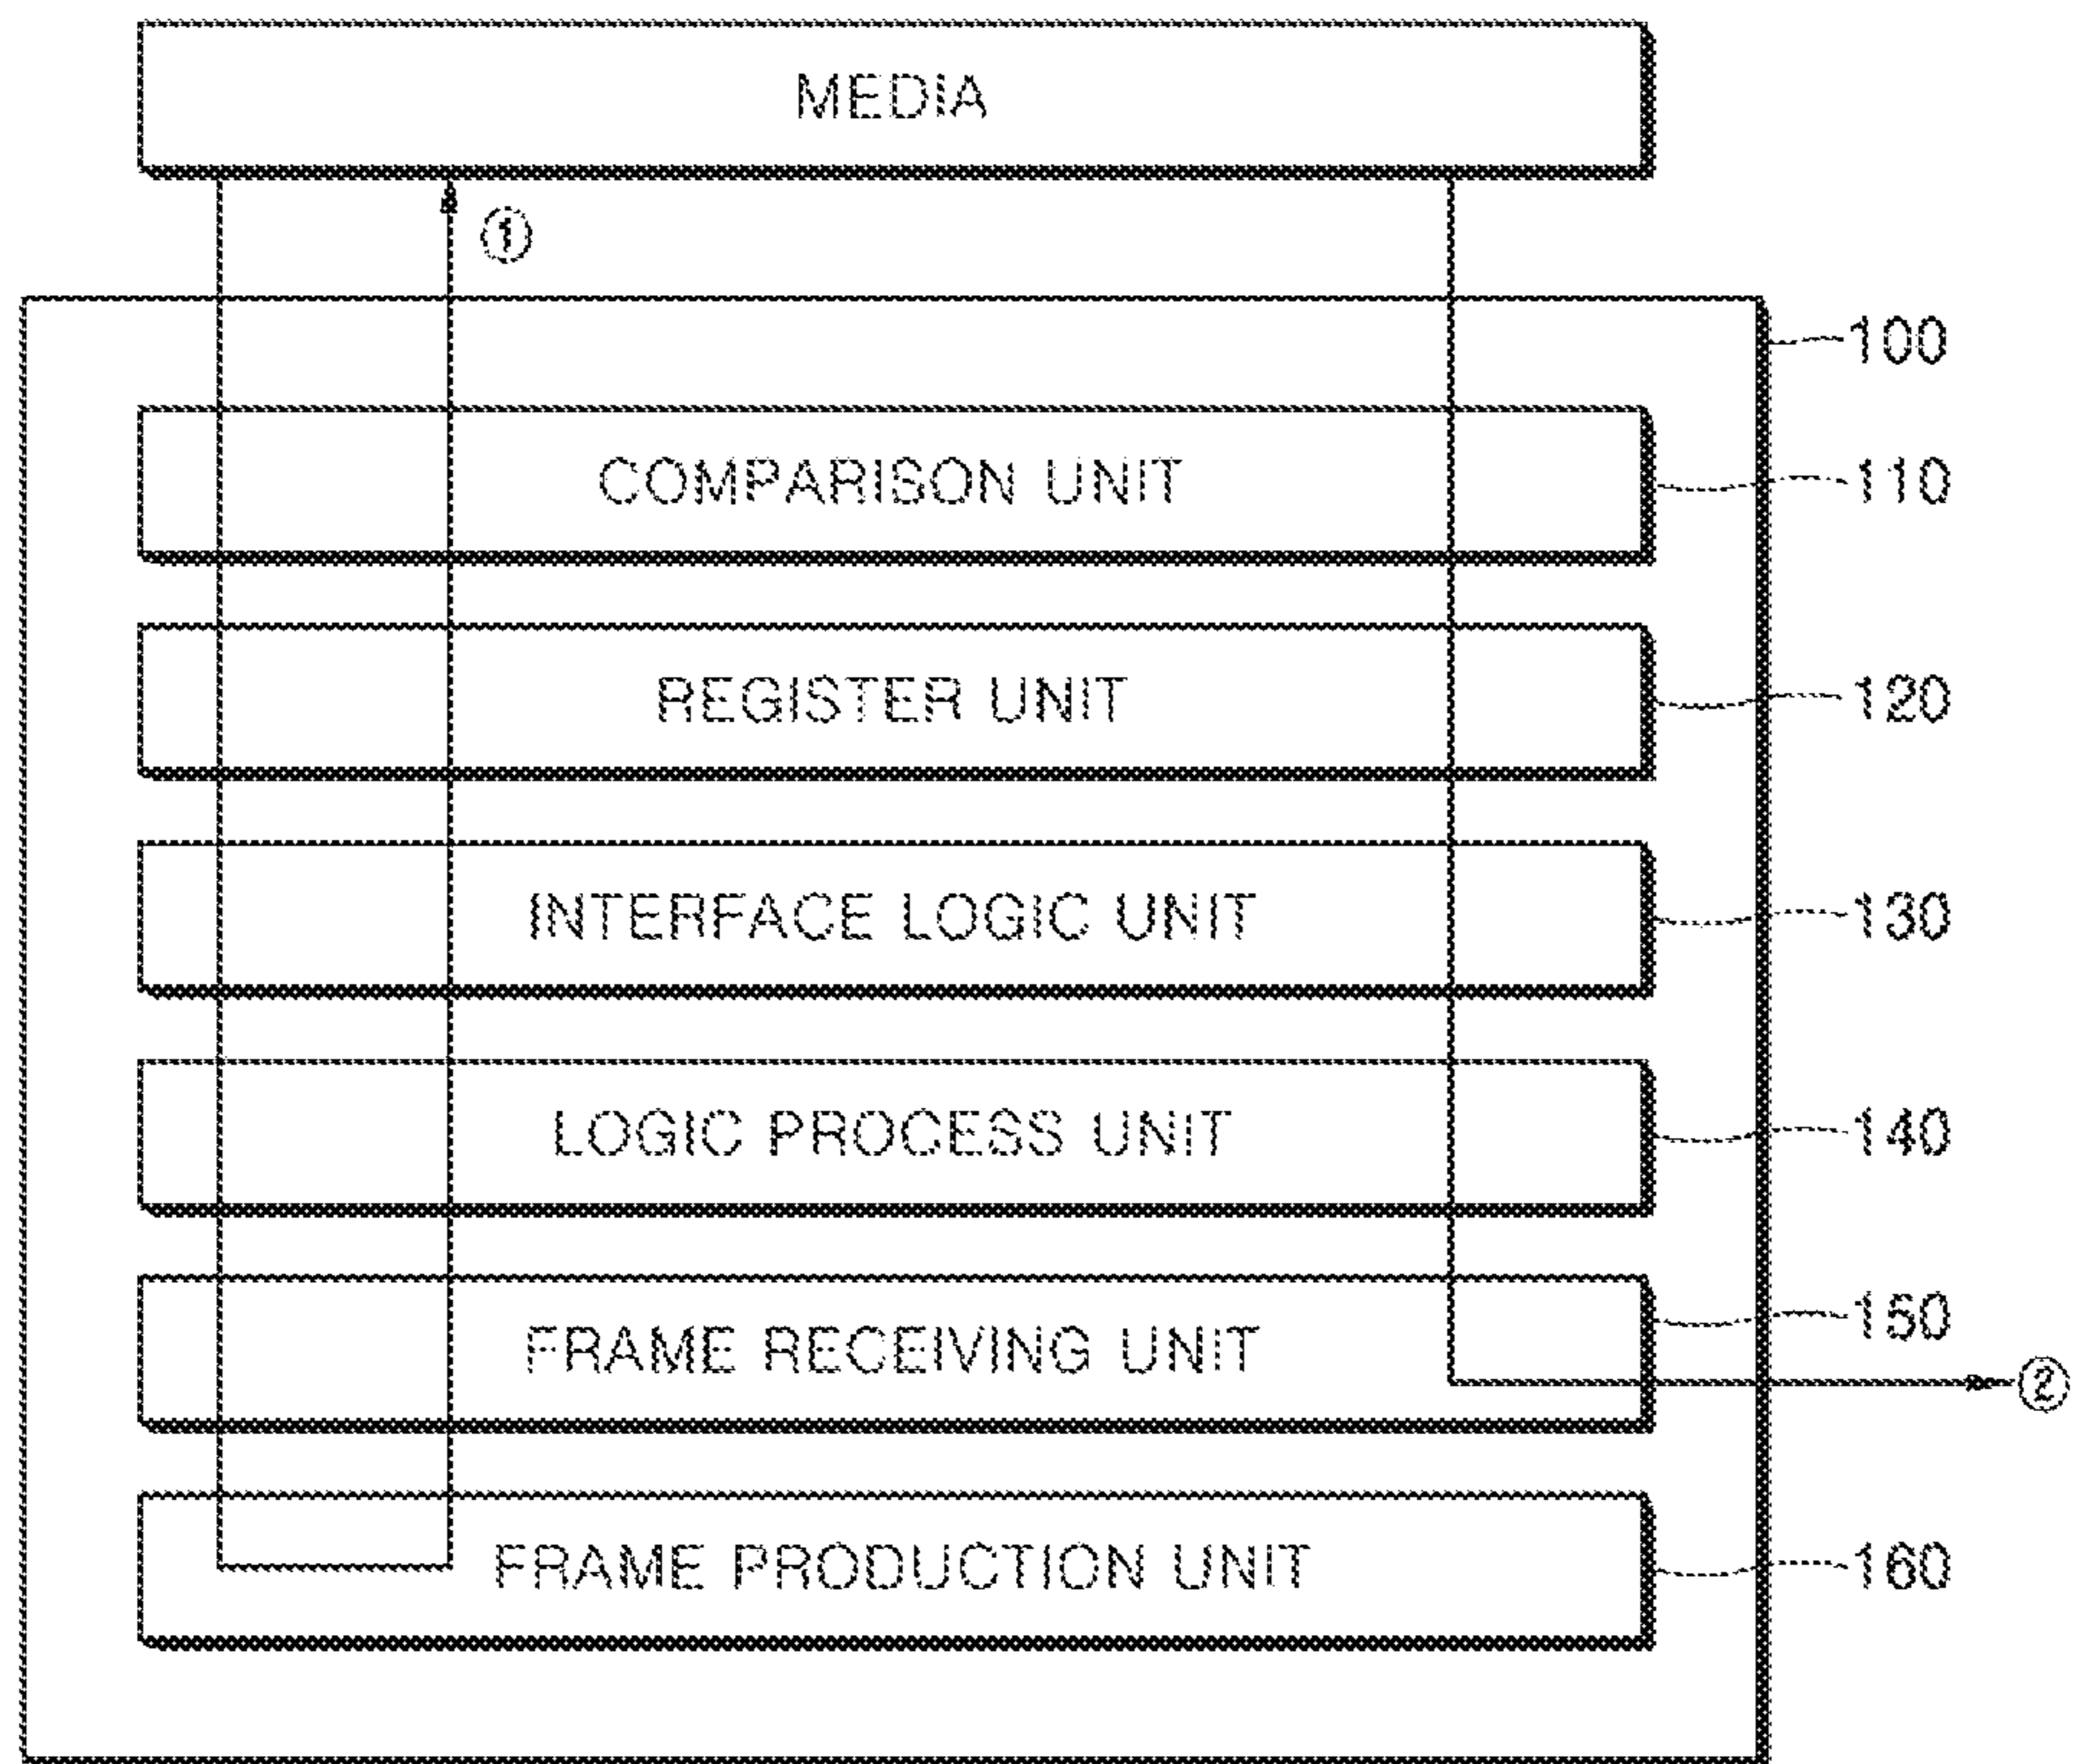 MEDIA
①
100
COMPARISON UNIT
110
REGISTER UNIT
120
INTERFACE LOGIC UNIT
130
LOGIC PROCESS UNIT
140
FRAME RECEIVING UNIT
150
②
FRAME PRODUCTION UNIT
160